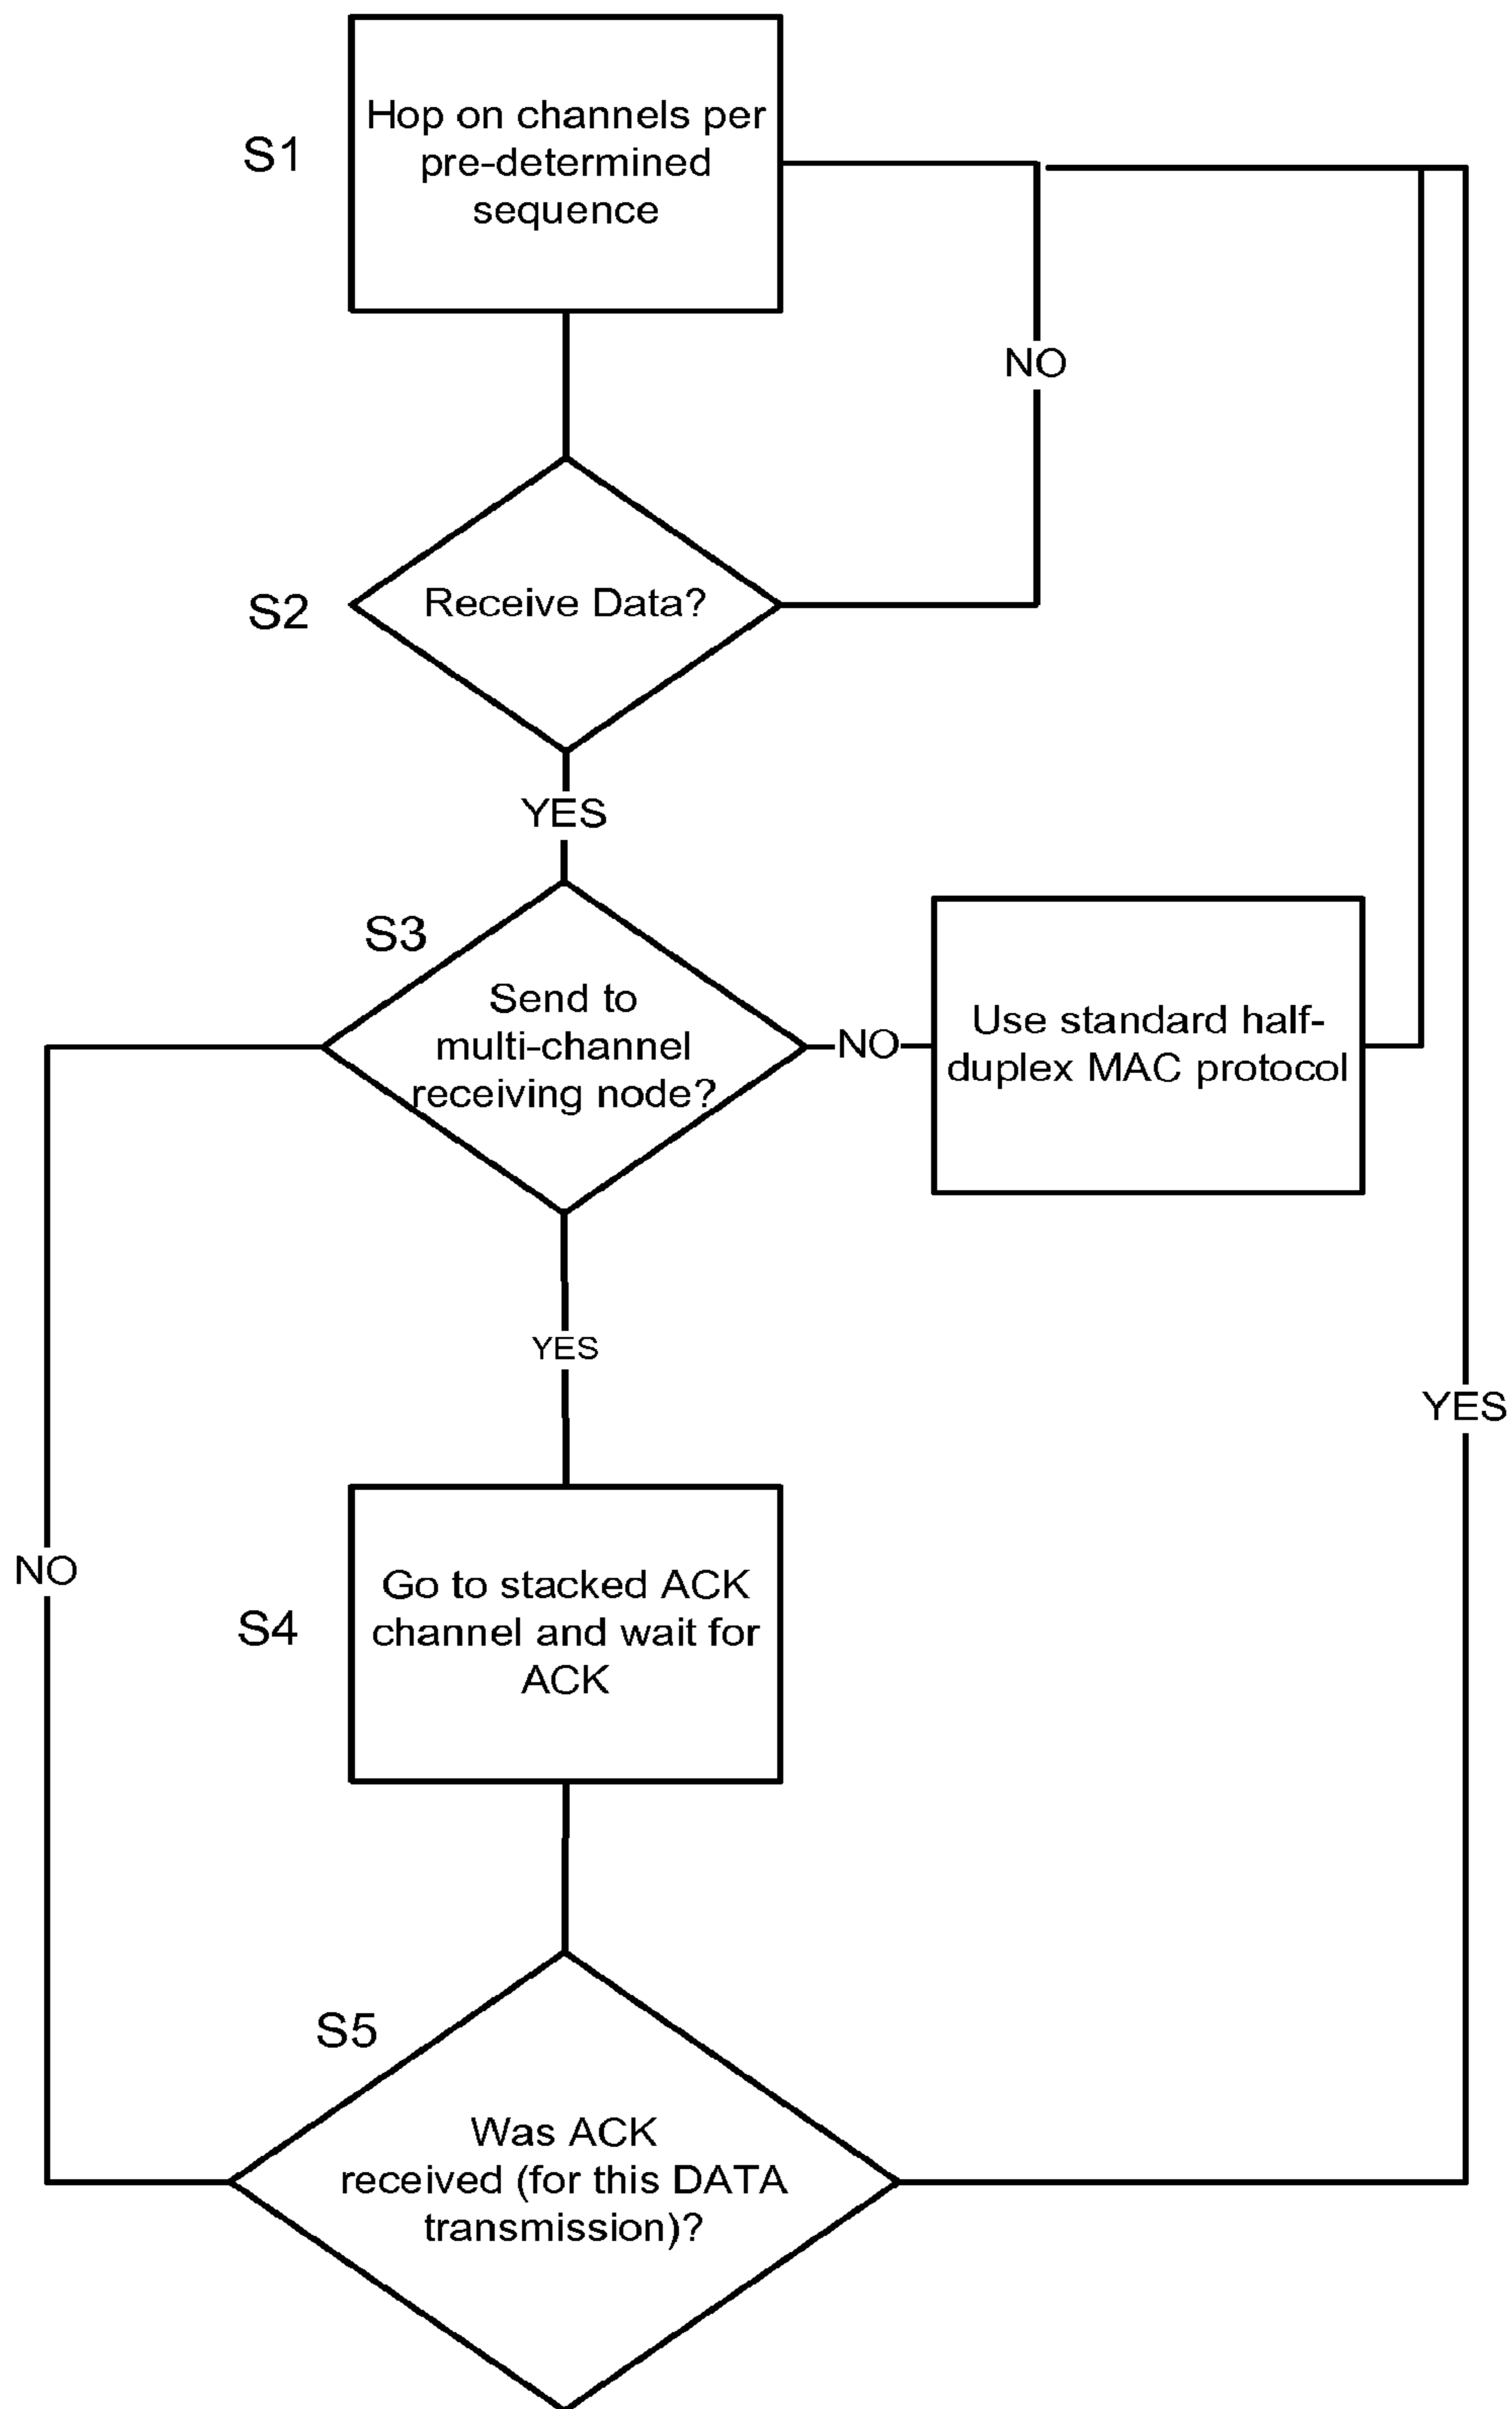 S1
Hop on channels per
pre-determined
sequence
NO
S2
Receive Data?
YES
S3
Send to
multi-channel
receiving node?
NO
Use standard half-
duplex MAC protocol
YES
YES
NO
S4
Go to stacked ACK
channel and wait for
ACK
S5
Was ACK
received (for this DATA
transmission)?